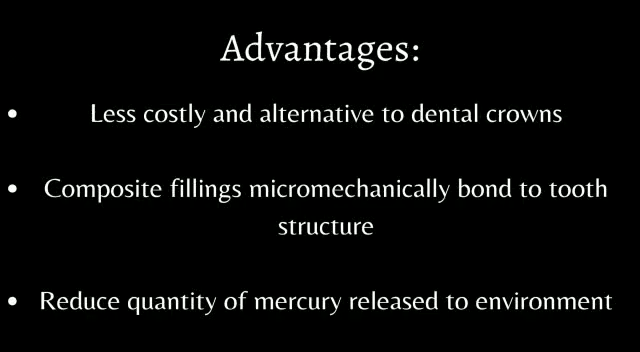 Advantages:
• Less costly and alternative to dental crowns
• Composite fillings micromechanically bond to tooth
structure
• Reduce quantity of mercury released to environment